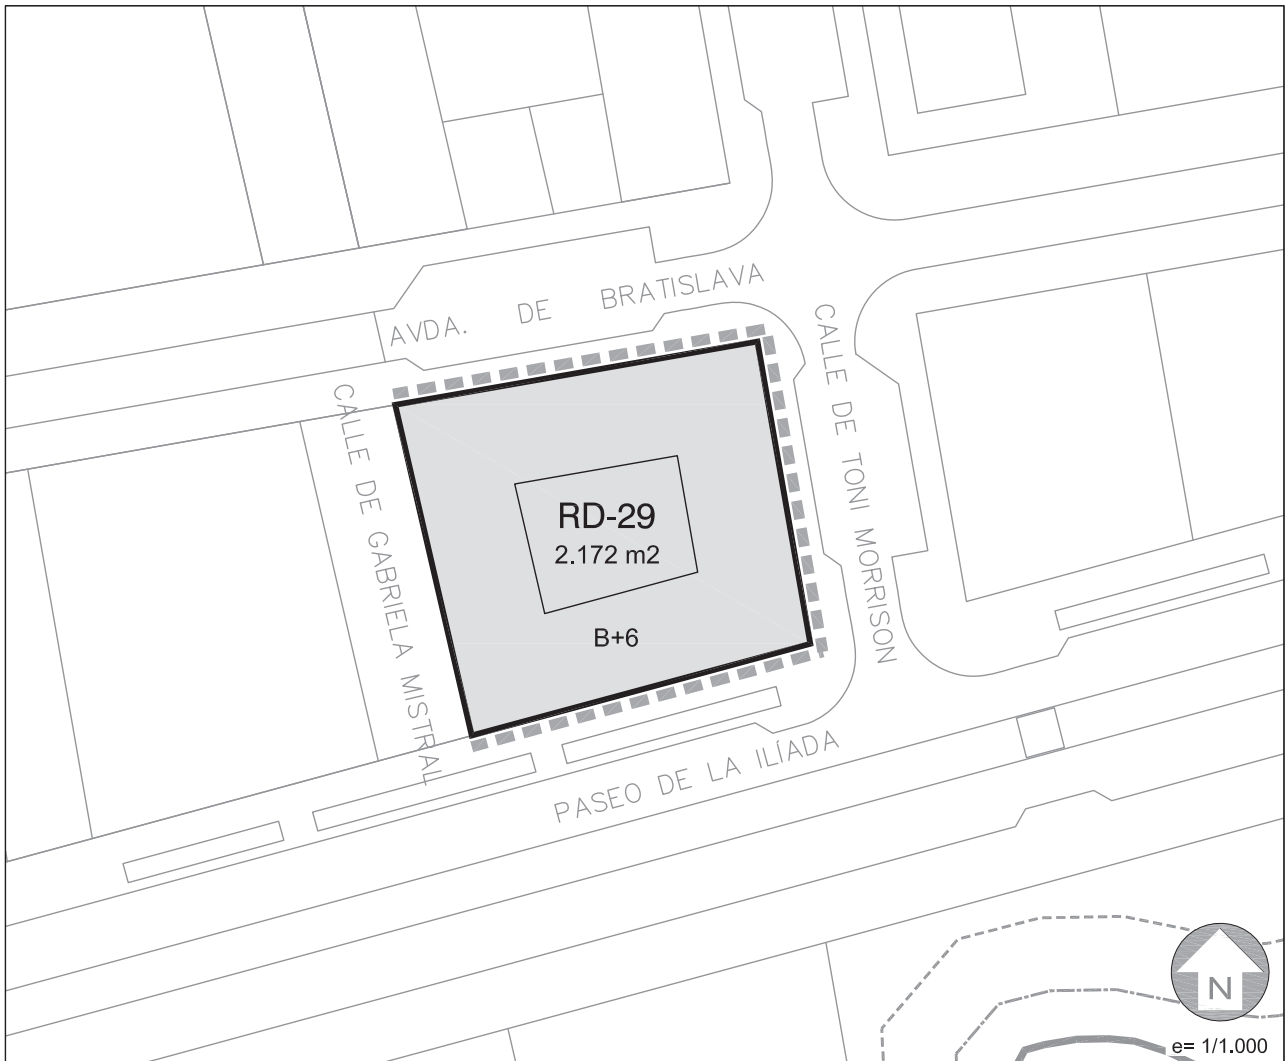 AVDA. DE BRATISLAVA
CALLE DE TONI MORRISON
CALLE DE GABRIELA MISTRAL
RD-29
2.172 m2
B+6
PASEO DE LA ILÍADA
N
e= 1/1.000